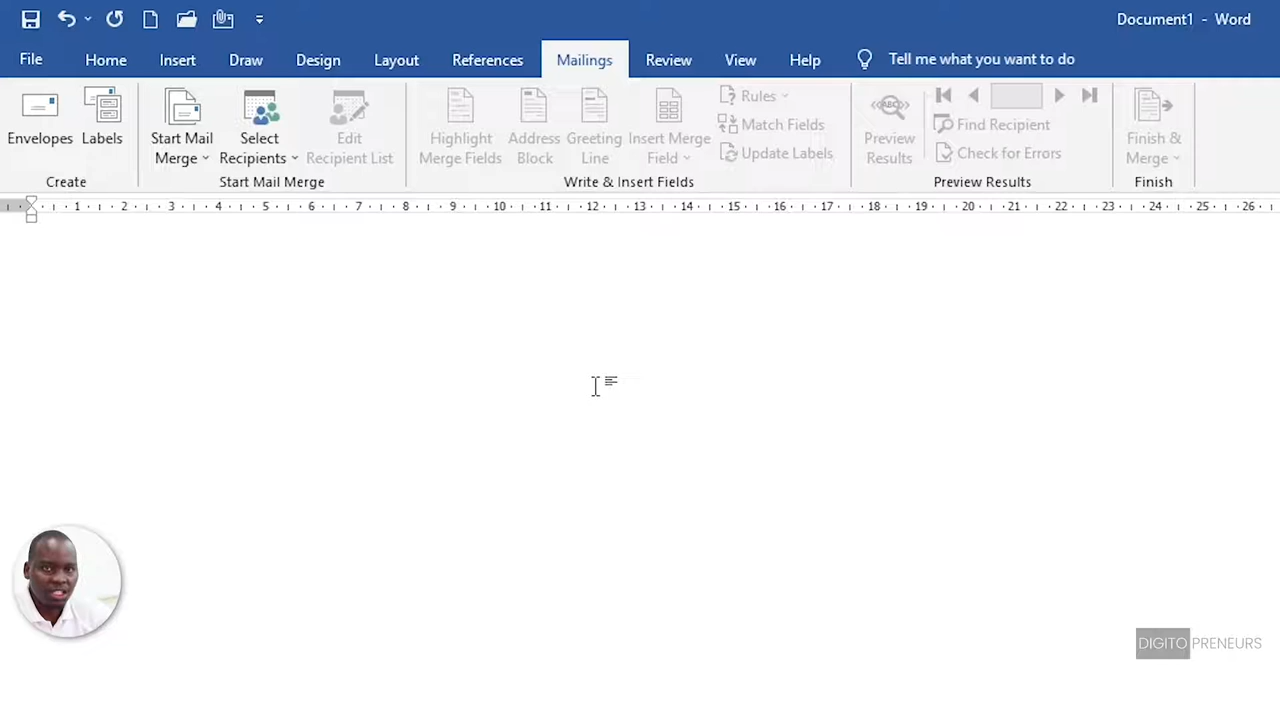 Document1 - Word
File Home Insert Draw Design Layout References Mailings Review View Help Tell me what you want to do
Envelopes
Labels
Create
Start Mail
Merge
Select
Recipients
Edit
Recipient List
Start Mail Merge
Highlight
Merge Fields
Address
Block
Greeting
Line
Insert Merge
Field
Rules
Match Fields
Update Labels
Write & Insert Fields
ABC
Preview
Results
Find Recipient
Check for Errors
Preview Results
Finish &
Merge
Finish
1 2 3 4 5 6 7 8 9 10 11 12 13 14 15 16 17 18 19 20 21 22 23 24 25 26
DIGITOPRENEURS